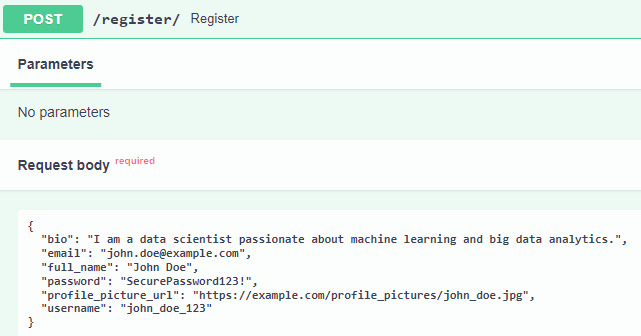 POST /register/ Register
Parameters
No parameters
Request body required
{
  "bio": "I am a data scientist passionate about machine learning and big data analytics.",
  "email": "john.doe@example.com",
  "full_name": "John Doe",
  "password": "SecurePassword123!",
  "profile_picture_url": "https://example.com/profile_pictures/john_doe.jpg",
  "username": "john_doe_123"
}